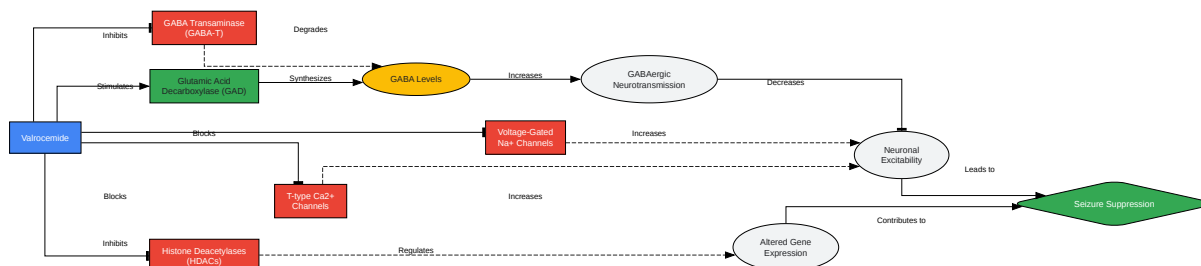 GABA Transaminase
(GABA-T)
Inhibits
Degrades
Stimulates
Glutamic Acid
Decarboxylase (GAD)
Synthesizes
GABA Levels
Increases
GABAergic
Neurotransmission
Decreases
Valrocemide
Blocks
Voltage-Gated
Na+ Channels
Increases
Neuronal
Excitability
Leads to
Blocks
T-type Ca2+
Channels
Increases
Seizure Suppression
Contributes to
Inhibits
Histone Deacetylases
(HDACs)
Regulates
Altered Gene
Expression